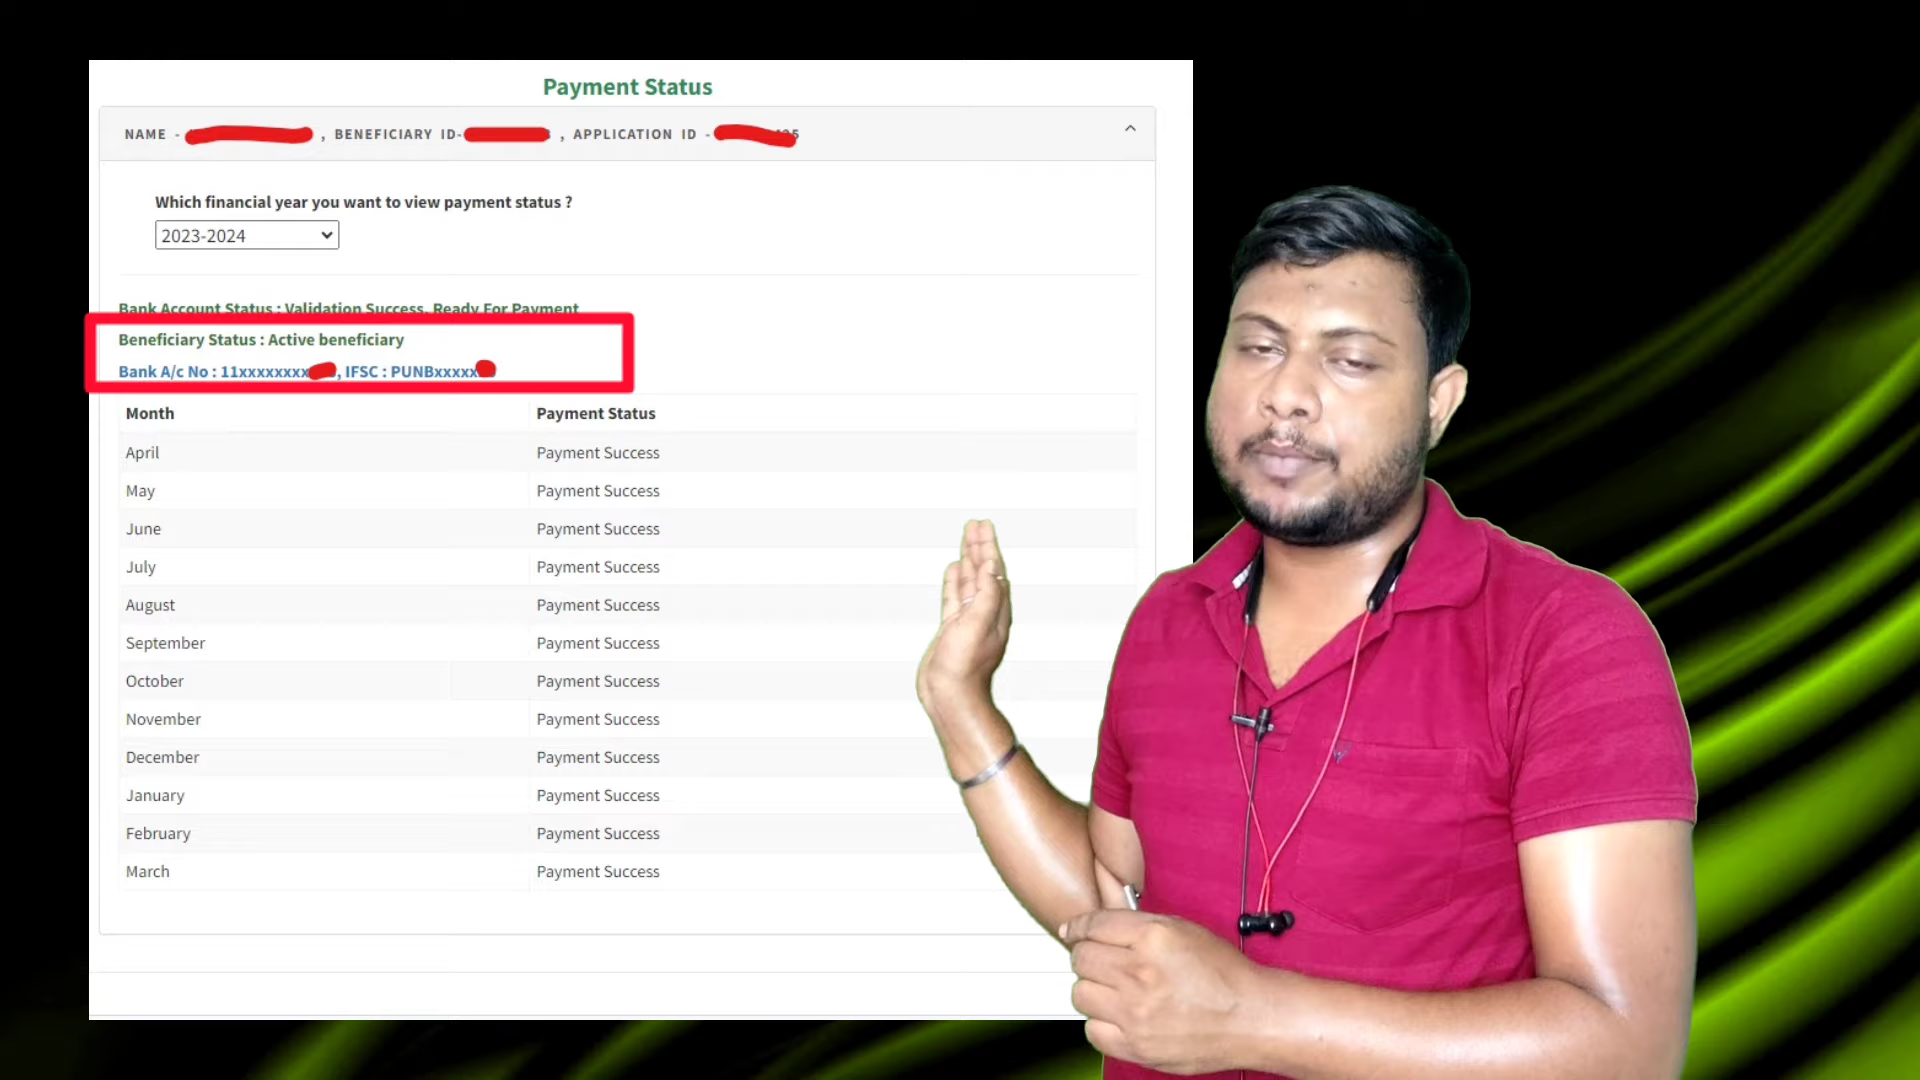 Payment Status
NAME - , BENEFICIARY ID- , APPLICATION ID -
Which financial year you want to view payment status ?
2023-2024
Bank Account Status : Validation Success, Ready For Payment
Beneficiary Status : Active beneficiary
Bank A/c No : 11xxxxxxxx , IFSC : PUNBxxxxx
Month Payment Status
April Payment Success
May Payment Success
June Payment Success
July Payment Success
August Payment Success
September Payment Success
October Payment Success
November Payment Success
December Payment Success
January Payment Success
February Payment Success
March Payment Success